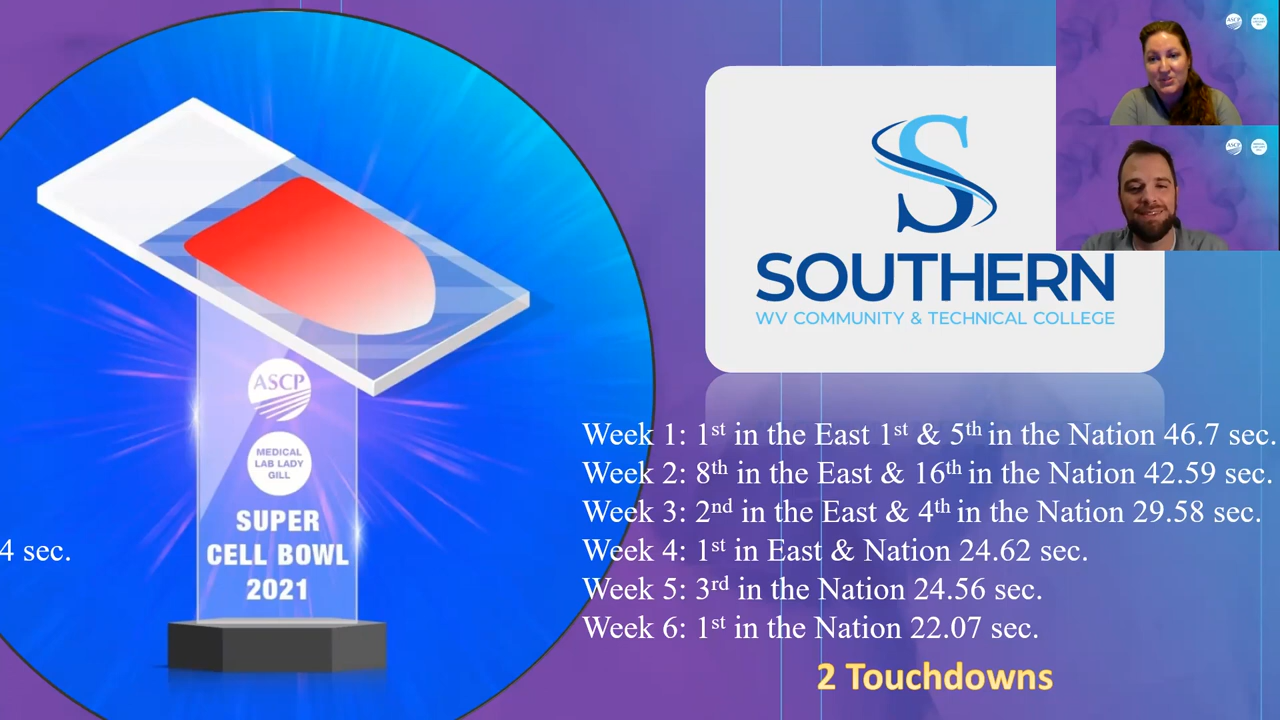 ASCP
MEDICAL
LAB LADY
GILL
SUPER
CELL BOWL
2021
4 sec.
S
SOUTHERN
WV COMMUNITY & TECHNICAL COLLEGE
Week 1: 1st in the East 1st & 5th in the Nation 46.7 sec.
Week 2: 8th in the East & 16th in the Nation 42.59 sec.
Week 3: 2nd in the East & 4th in the Nation 29.58 sec.
Week 4: 1st in East & Nation 24.62 sec.
Week 5: 3rd in the Nation 24.56 sec.
Week 6: 1st in the Nation 22.07 sec.
2 Touchdowns
ASCP
ASCP